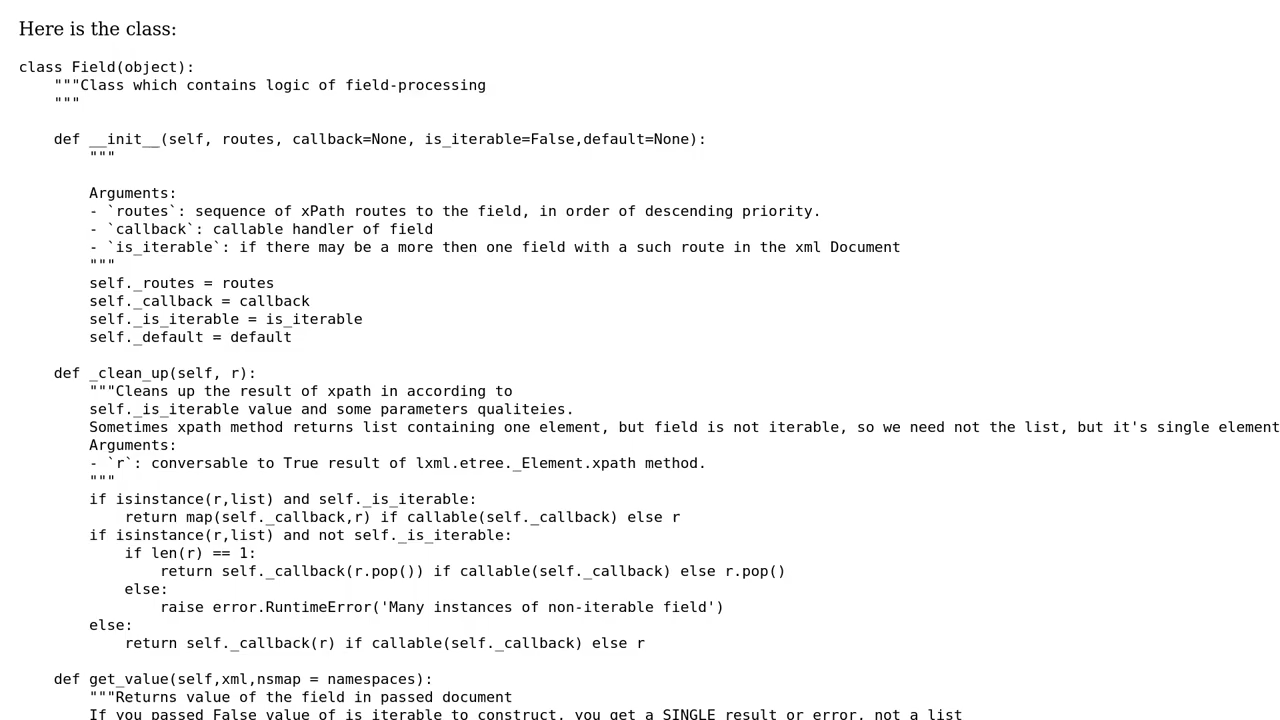 Here is the class:
class Field(object):
    """Class which contains logic of field-processing
    """
    def __init__(self, routes, callback=None, is_iterable=False,default=None):
        """
        Arguments:
        - `routes`: sequence of xPath routes to the field, in order of descending priority.
        - `callback`: callable handler of field
        - `is_iterable`: if there may be a more then one field with a such route in the xml Document
        """
        self._routes = routes
        self._callback = callback
        self._is_iterable = is_iterable
        self._default = default
    def _clean_up(self, r):
        """Cleans up the result of xpath in according to
        self._is_iterable value and some parameters qualiteies.
        Sometimes xpath method returns list containing one element, but field is not iterable, so we need not the list, but it's single element
        Arguments:
        - `r`: conversable to True result of lxml.etree._Element.xpath method.
        """
        if isinstance(r,list) and self._is_iterable:
            return map(self._callback,r) if callable(self._callback) else r
        if isinstance(r,list) and not self._is_iterable:
            if len(r) == 1:
                return self._callback(r.pop()) if callable(self._callback) else r.pop()
            else:
                raise error.RuntimeError('Many instances of non-iterable field')
        else:
            return self._callback(r) if callable(self._callback) else r
    def get_value(self,xml,nsmap = namespaces):
        """Returns value of the field in passed document
        If you passed False value of is_iterable to construct, you get a SINGLE result or error, not a list